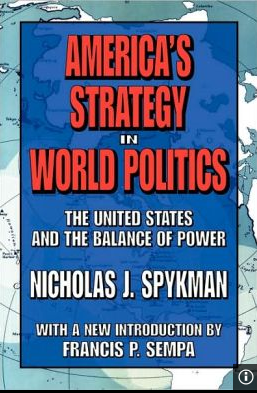 AMERICA'S
STRATEGY
IN
WORLD POLITICS
THE UNITED STATES
AND THE BALANCE OF POWER
NICHOLAS J. SPYKMAN
WITH A NEW INTRODUCTION BY
FRANCIS P. SEMPA